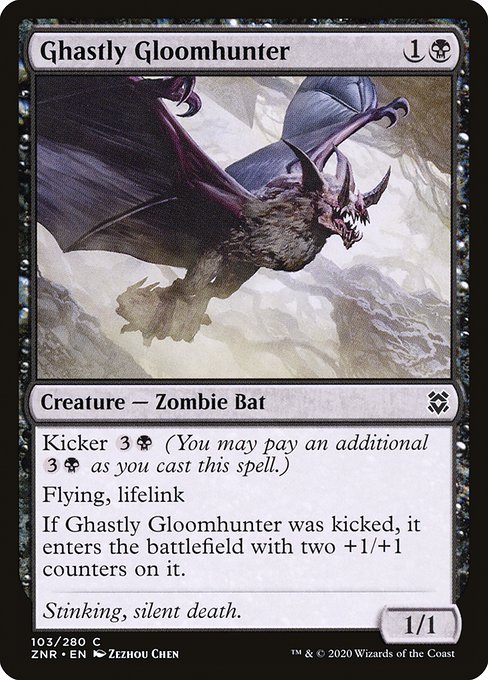 Ghastly Gloomhunter 1
Creature — Zombie Bat
Kicker 3 (You may pay an additional
3 as you cast this spell.)
Flying, lifelink
If Ghastly Gloomhunter was kicked, it
enters the battlefield with two +1/+1
counters on it.
Stinking, silent death.
1/1
103/280 C
ZNR • EN Zezhou Chen
™ & © 2020 Wizards of the Coast